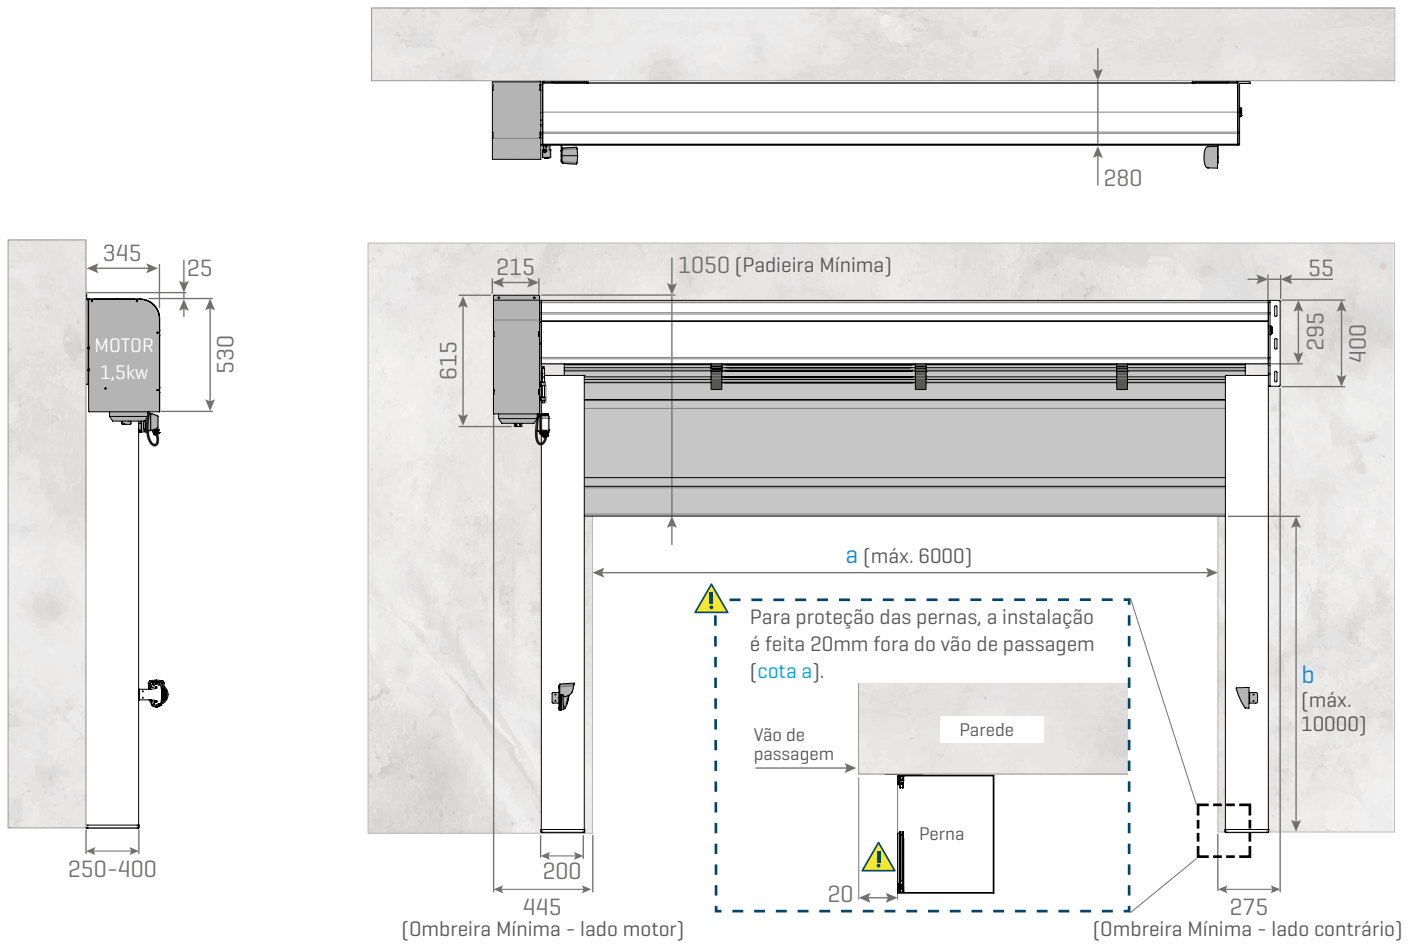 280
345
25
MOTOR
1,5kw
530
250-400
215
1050 (Padieira Mínima)
55
615
295
400
a (máx. 6000)
Para proteção das pernas, a instalação
é feita 20mm fora do vão de passagem
(cota a).
Parede
Vão de
passagem
Perna
20
b
(máx.
10000)
200
445
(Ombreira Mínima - lado motor)
275
(Ombreira Mínima - lado contrário)